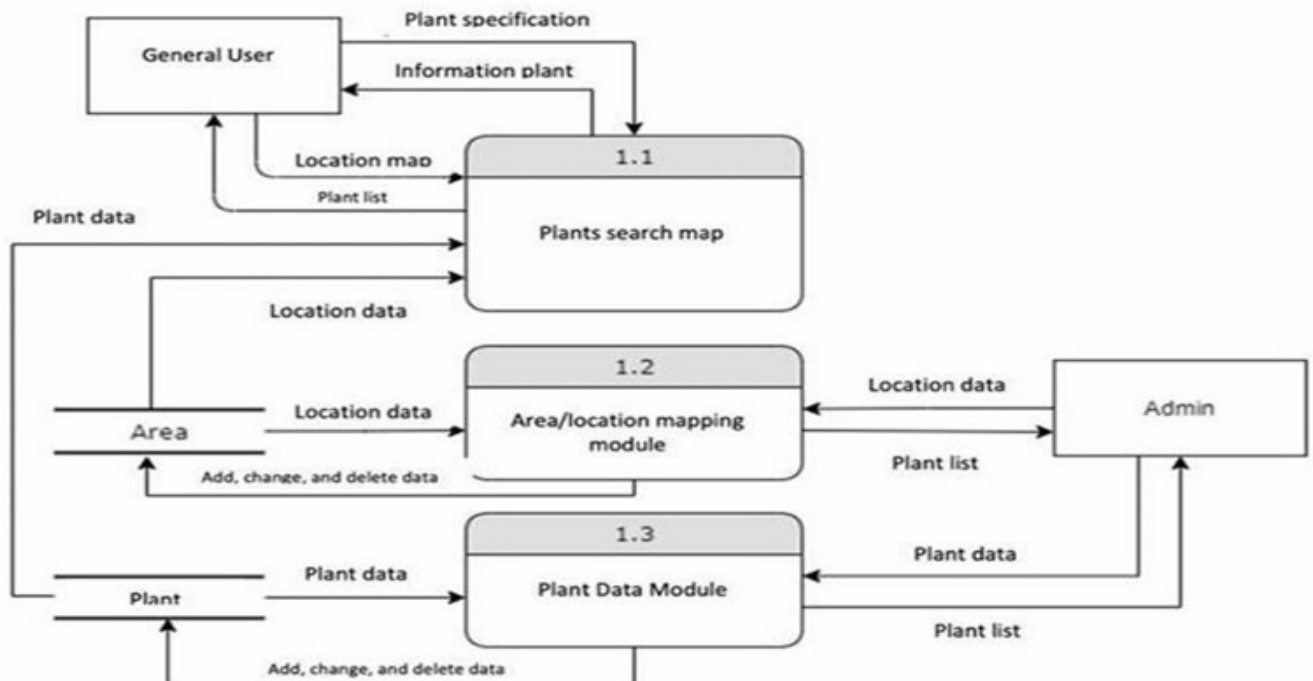 Plant specification
General User
Information plant
1.1
Location map
Plant list
Plants search map
Plant data
Location data
1.2
Location data
Area/location mapping
module
Location data
Admin
Area
Plant list
Add, change, and delete data
1.3
Plant data
Plant data
Plant Data Module
Plant
Plant list
Add, change, and delete data